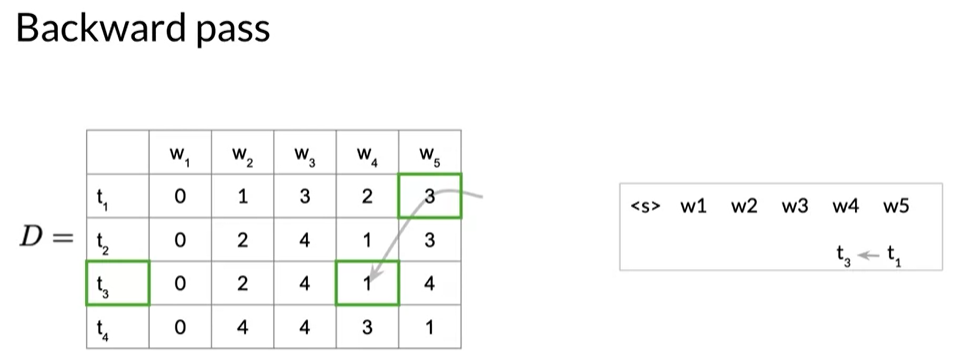 Backward pass
w1 w2 w3 w4 w5
t1 0 1 3 2 3
D = t2 0 2 4 1 3
t3 0 2 4 1 4
t4 0 4 4 3 1
<s> w1 w2 w3 w4 w5
t3 ← t1